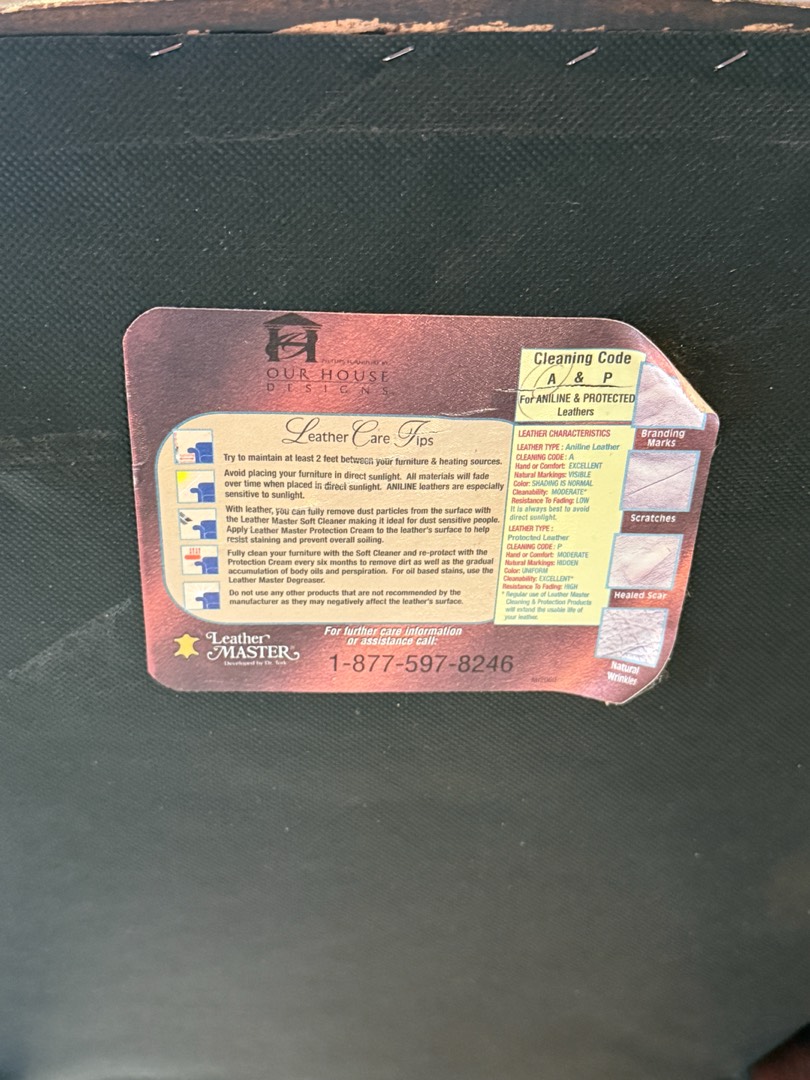 OUR HOUSE
DESIGNS
Cleaning Code
A & P
For ANILINE & PROTECTED
Leathers
Leather Care Tips
Try to maintain at least 2 feet between your furniture & heating sources.
Avoid placing your furniture in direct sunlight. All materials will fade
over time when placed in direct sunlight. ANILINE leathers are especially
sensitive to sunlight.
With leather, you can fully remove dust particles from the surface with
the Leather Master Soft Cleaner making it ideal for dust sensitive people.
Apply Leather Master Protection Cream to the leather's surface to help
resist staining and prevent overall soiling.
Fully clean your furniture with the Soft Cleaner and re-protect with the
Protection Cream every six months to remove dirt as well as the gradual
accumulation of body oils and perspiration. For oil based stains, use the
Leather Master Degreaser.
Do not use any other products that are not recommended by the
manufacturer as they may negatively affect the leather's surface.
LEATHER CHARACTERISTICS
LEATHER TYPE: Aniline Leather
CLEANING CODE: A
Hand or Comfort: EXCELLENT
Natural Markings: VISIBLE
Color: SHADING IS NORMAL
Cleanability: MODERATE*
Resistance To Fading: LOW
It is always best to avoid
direct sunlight.
LEATHER TYPE:
Protected Leather
CLEANING CODE: P
Hand or Comfort: MODERATE
Natural Markings: HIDDEN
Color: UNIFORM
Cleanability: EXCELLENT*
Resistance To Fading: HIGH
* Regular use of Leather Master
Cleaning & Protection Products
will extend the usable life of
your leather.
Branding
Marks
Scratches
Healed Scar
Natural
Wrinkles
Leather
MASTER
Developed by Dr.
For further care information
or assistance call:
1-877-597-8246